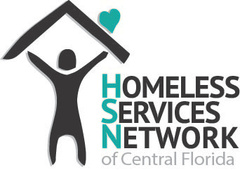 HOMELESS
SERVICES
NETWORK
of Central Florida